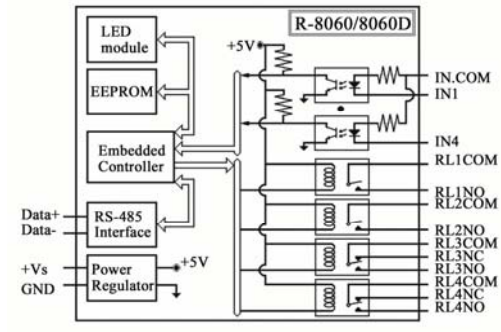 R-8060/8060D
LED
module
EEPROM
Embedded
Controller
RS-485
Interface
Power
Regulator
Data+
Data-
+Vs
GND
+5V
+5V
IN.COM
IN1
IN4
RL1COM
RL1NO
RL2COM
RL2NO
RL3COM
RL3NC
RL3NO
RL4COM
RL4NC
RL4NO